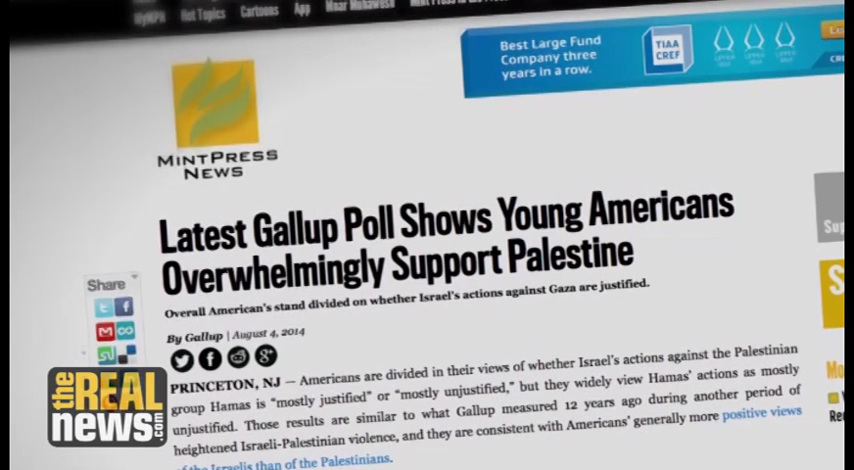 MyMPN Hot Topics Cartoons App Mnar Muhawesh
Best Large Fund
Company three
years in a row.
TIAA
CREF
MINTPRESS
NEWS
Latest Gallup Poll Shows Young Americans
Overwhelmingly Support Palestine
Overall American's stand divided on whether Israel's actions against Gaza are justified.
Share
By Gallup | August 4, 2014
PRINCETON, NJ — Americans are divided in their views of whether Israel's actions against the Palestinian
group Hamas is "mostly justified" or "mostly unjustified," but they widely view Hamas' actions as mostly
unjustified. Those results are similar to what Gallup measured 12 years ago during another period of
heightened Israeli-Palestinian violence, and they are consistent with Americans' generally more positive views
of the Israelis than of the Palestinians.
the REAL
news.com